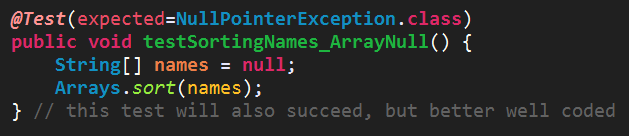 @Test(expected=NullPointerException.class)
public void testSortingNames_ArrayNull() {
    String[] names = null;
    Arrays.sort(names);
} // this test will also succeed, but better well coded